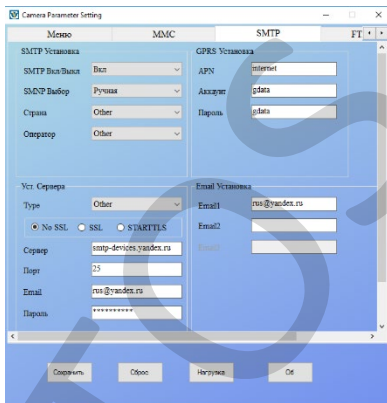 Camera Parameter Setting
Меню MMC SMTP FT
SMTP Установка
SMTP Вкл/Выкл Вкл
SMNP Выбор Ручная
Страна Other
Оператор Other
GPRS Установка
APN internet
Аккаунт gdata
Пароль gdata
Уст. Сервера
Type Other
No SSL SSL STARTTLS
Сервер smtp-devices.yandex.ru
Порт 25
Email rus@yandex.ru
Пароль **********
Email Установка
Email1 rus@yandex.ru
Email2
Email3
Сохранить Сброс Нагрузка Об